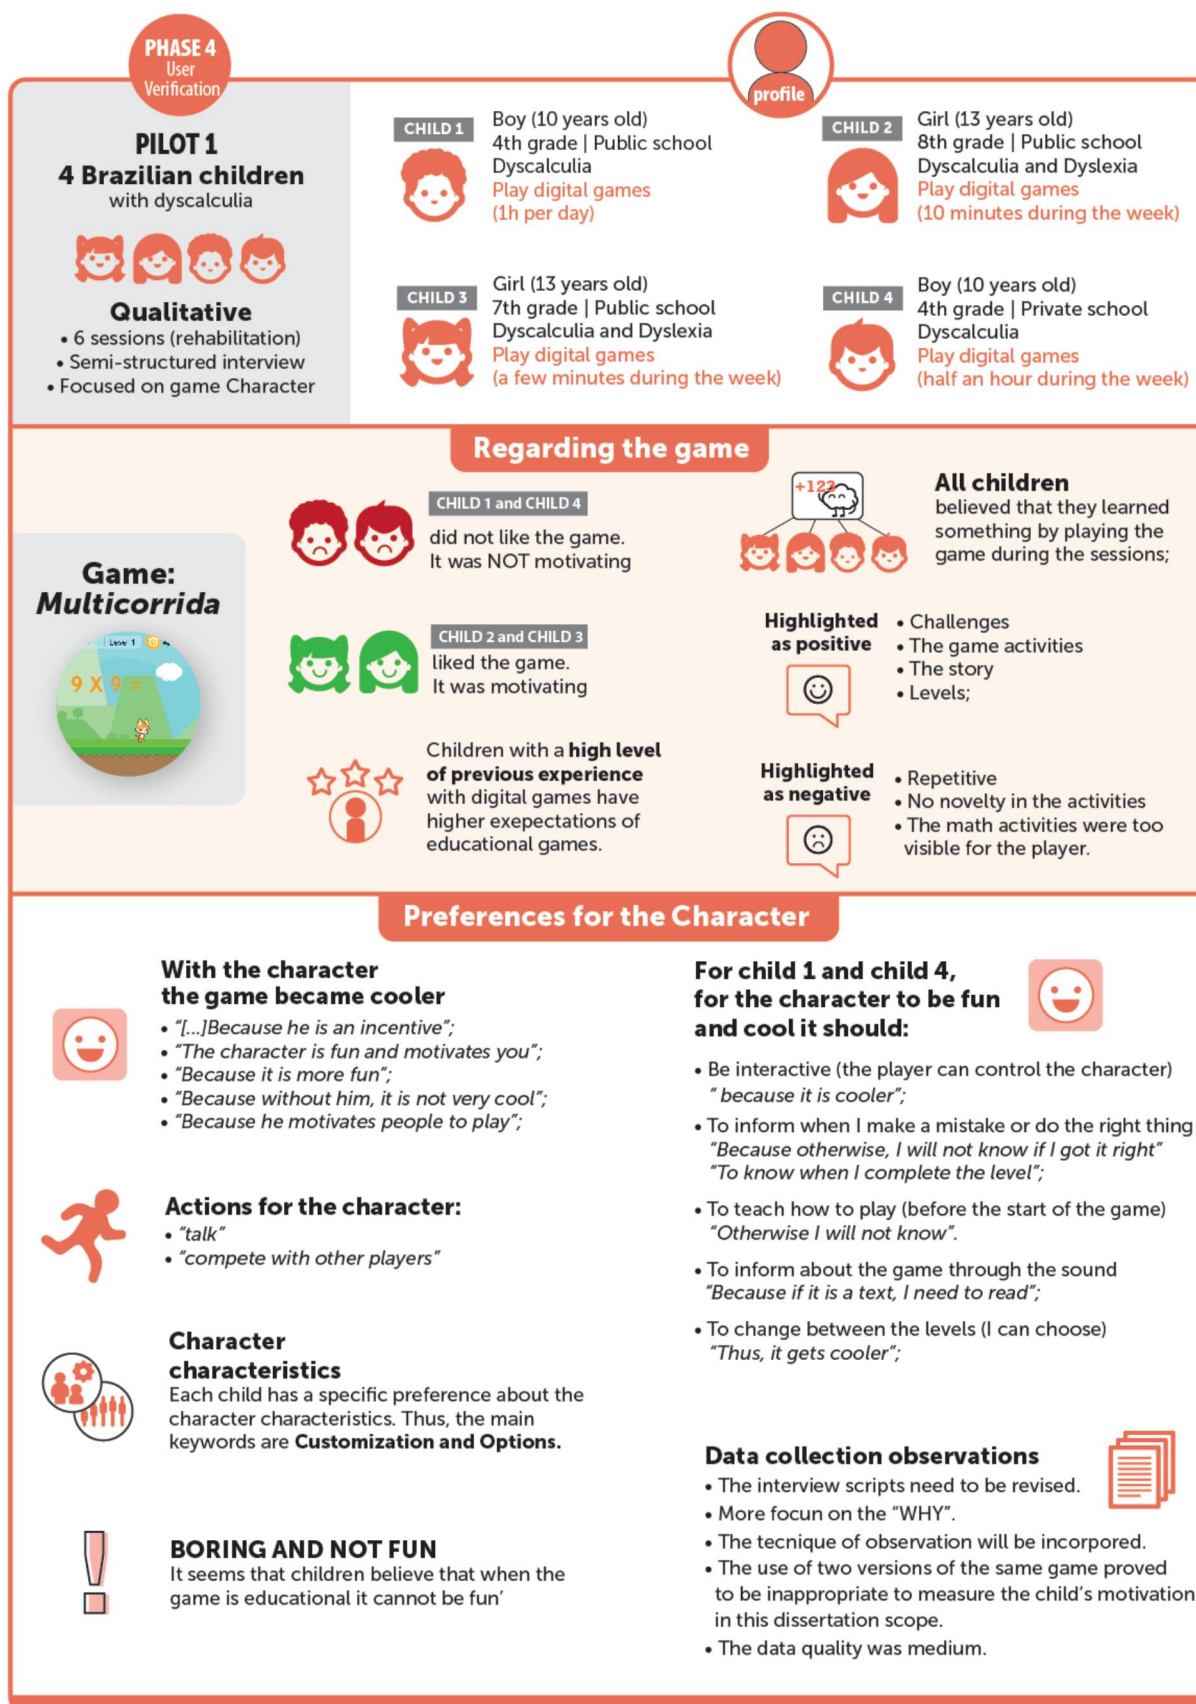 PHASE 4
User
Verification
PILOT 1
4 Brazilian children
with dyscalculia
Qualitative
• 6 sessions (rehabilitation)
• Semi-structured interview
• Focused on game Character
profile
CHILD 1
Boy (10 years old)
4th grade | Public school
Dyscalculia
Play digital games
(1h per day)
CHILD 2
Girl (13 years old)
8th grade | Public school
Dyscalculia and Dyslexia
Play digital games
(10 minutes during the week)
CHILD 3
Girl (13 years old)
7th grade | Public school
Dyscalculia and Dyslexia
Play digital games
(a few minutes during the week)
CHILD 4
Boy (10 years old)
4th grade | Private school
Dyscalculia
Play digital games
(half an hour during the week)
Regarding the game
Game:
Multicorrida
Level 1
9 X 9 =
CHILD 1 and CHILD 4
did not like the game.
It was NOT motivating
CHILD 2 and CHILD 3
liked the game.
It was motivating
Children with a high level
of previous experience
with digital games have
higher exepectations of
educational games.
+123
All children
believed that they learned
something by playing the
game during the sessions;
Highlighted
as positive
• Challenges
• The game activities
• The story
• Levels;
Highlighted
as negative
• Repetitive
• No novelty in the activities
• The math activities were too
visible for the player.
Preferences for the Character
With the character
the game became cooler
• "[...]Because he is an incentive";
• "The character is fun and motivates you";
• "Because it is more fun";
• "Because without him, it is not very cool";
• "Because he motivates people to play";
Actions for the character:
• "talk"
• "compete with other players"
Character
characteristics
Each child has a specific preference about the
character characteristics. Thus, the main
keywords are Customization and Options.
BORING AND NOT FUN
It seems that children believe that when the
game is educational it cannot be fun'
For child 1 and child 4,
for the character to be fun
and cool it should:
• Be interactive (the player can control the character)
" because it is cooler";
• To inform when I make a mistake or do the right thing
"Because otherwise, I will not know if I got it right"
"To know when I complete the level";
• To teach how to play (before the start of the game)
"Otherwise I will not know".
• To inform about the game through the sound
"Because if it is a text, I need to read";
• To change between the levels (I can choose)
"Thus, it gets cooler";
Data collection observations
• The interview scripts need to be revised.
• More focun on the "WHY".
• The tecnique of observation will be incorpored.
• The use of two versions of the same game proved
to be inappropriate to measure the child's motivation
in this dissertation scope.
• The data quality was medium.